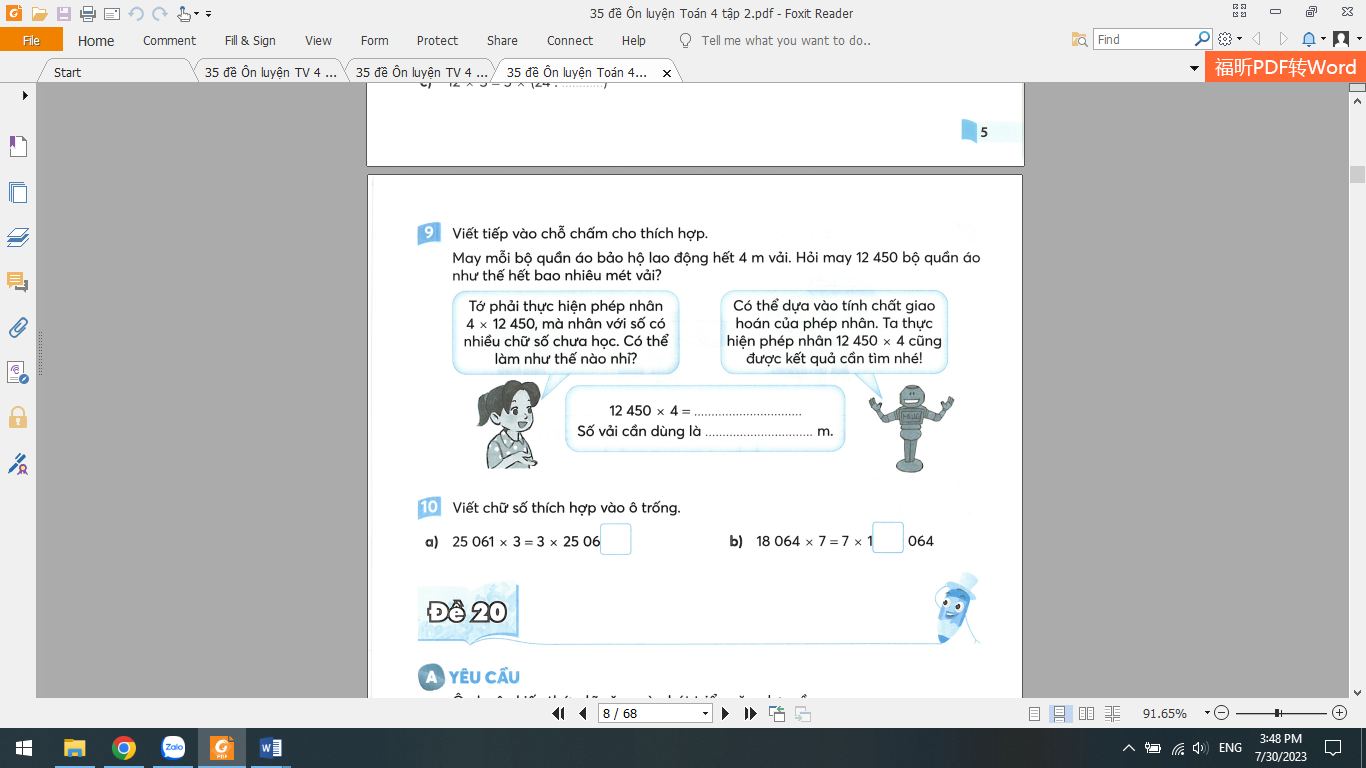 35 đề Ôn luyện Toán 4 tập 2.pdf - Foxit Reader
File Home Comment Fill & Sign View Form Protect Share Connect Help Tell me what you want to do.. Find
Start 35 đề Ôn luyện TV 4 ... 35 đề Ôn luyện TV 4 ... 35 đề Ôn luyện Toán 4... 福昕PDF转Word
5
9 Viết tiếp vào chỗ chấm cho thích hợp.
May mỗi bộ quần áo bảo hộ lao động hết 4 m vải. Hỏi may 12 450 bộ quần áo
như thế hết bao nhiêu mét vải?
Tớ phải thực hiện phép nhân
4 × 12 450, mà nhân với số có
nhiều chữ số chưa học. Có thể
làm như thế nào nhỉ?
Có thể dựa vào tính chất giao
hoán của phép nhân. Ta thực
hiện phép nhân 12 450 × 4 cũng
được kết quả cần tìm nhé!
12 450 × 4 = ...............................
Số vải cần dùng là ............................... m.
10 Viết chữ số thích hợp vào ô trống.
a) 25 061 × 3 = 3 × 25 06
b) 18 064 × 7 = 7 × 1 064
Đề 20
A YÊU CẦU
8 / 68 91.65%
ENG 3:48 PM
7/30/2023